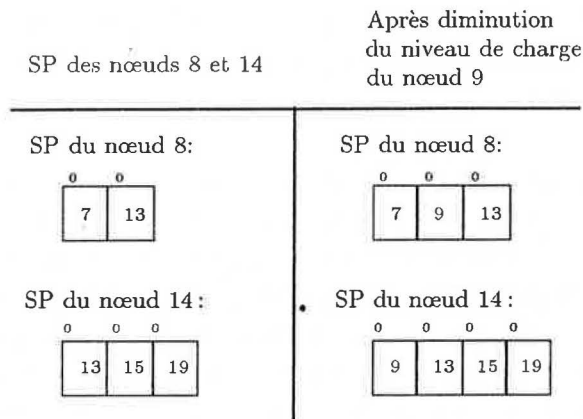 SP des nœuds 8 et 14
Après diminution
du niveau de charge
du nœud 9
SP du nœud 8:
0 0
7 13
SP du nœud 14:
0 0 0
13 15 19
SP du nœud 8:
0 0 0
7 9 13
SP du nœud 14:
0 0 0 0
9 13 15 19